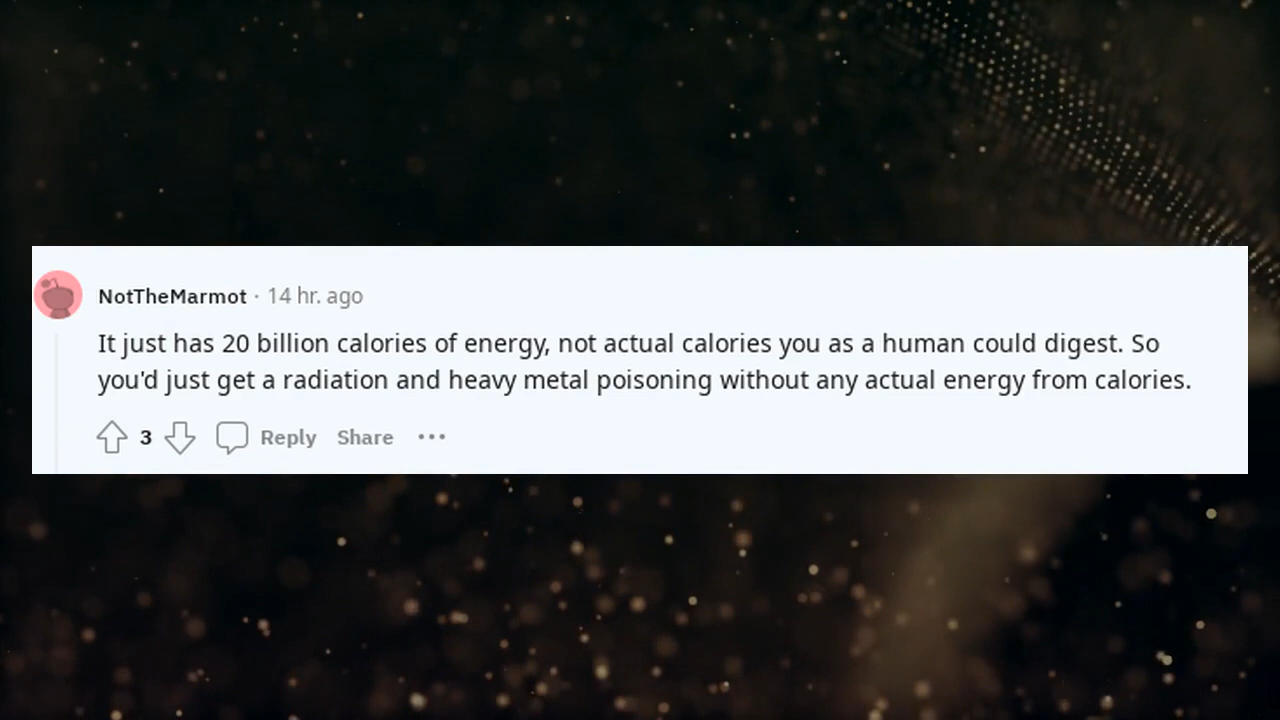 NotTheMarmot · 14 hr. ago
It just has 20 billion calories of energy, not actual calories you as a human could digest. So
you'd just get a radiation and heavy metal poisoning without any actual energy from calories.
3 Reply Share ···